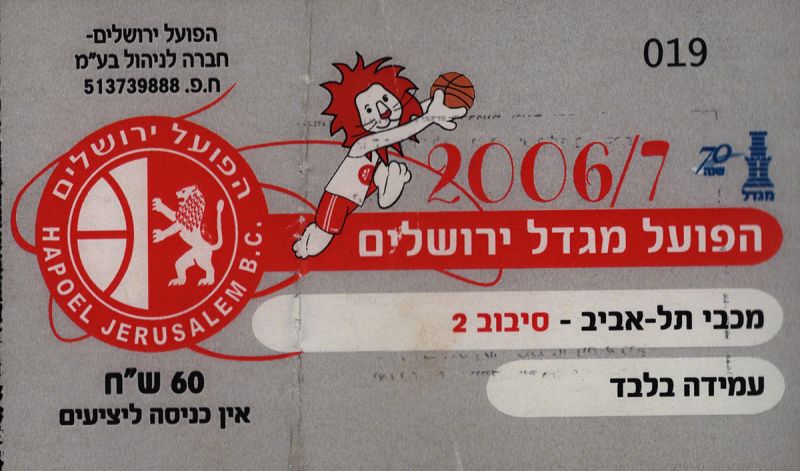 הפועל ירושלים-
חברה לניהול בע"מ
ח.פ. 513739888
019
2006/7
70
שנה
מגדל
הפועל ירושלים
HAPOEL JERUSALEM B.C.
הפועל מגדל ירושלים
מכבי תל-אביב - סיבוב 2
עמידה בלבד
60 ש"ח
אין כניסה ליציעים